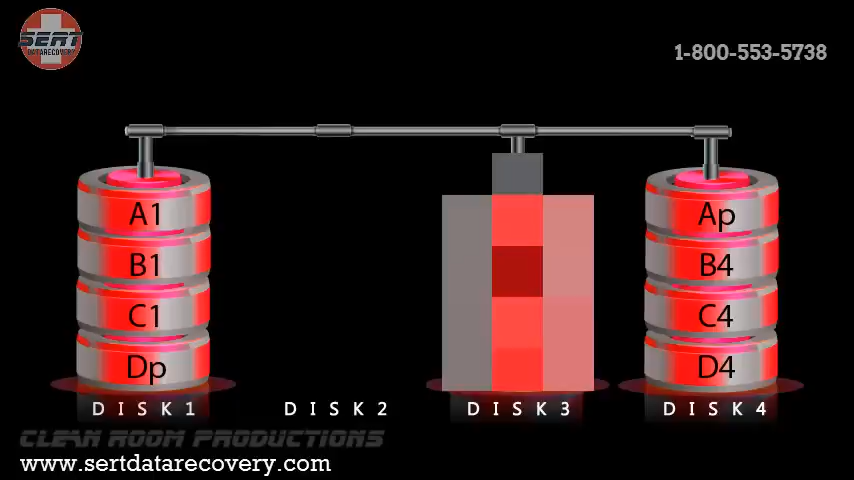 SERT
DATARECOVERY
1-800-553-5738
A1
Ap
B1
B4
C1
C4
Dp
D4
DISK1
DISK2
DISK3
DISK4
CLEAN ROOM PRODUCTIONS
www.sertdatarecovery.com